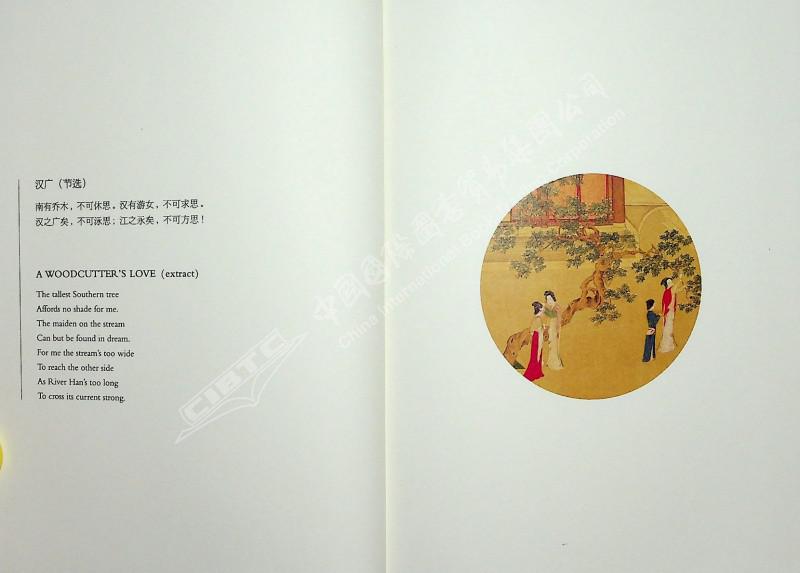 汉广（节选）
南有乔木，不可休思。汉有游女，不可求思。
汉之广矣，不可泳思；江之永矣，不可方思！
A WOODCUTTER'S LOVE (extract)
The tallest Southern tree
Affords no shade for me.
The maiden on the stream
Can but be found in dream.
For me the stream's too wide
To reach the other side
As River Han's too long
To cross its current strong.
中国国际图书贸易集团公司
China International Book Trading Corporation
CIBTC